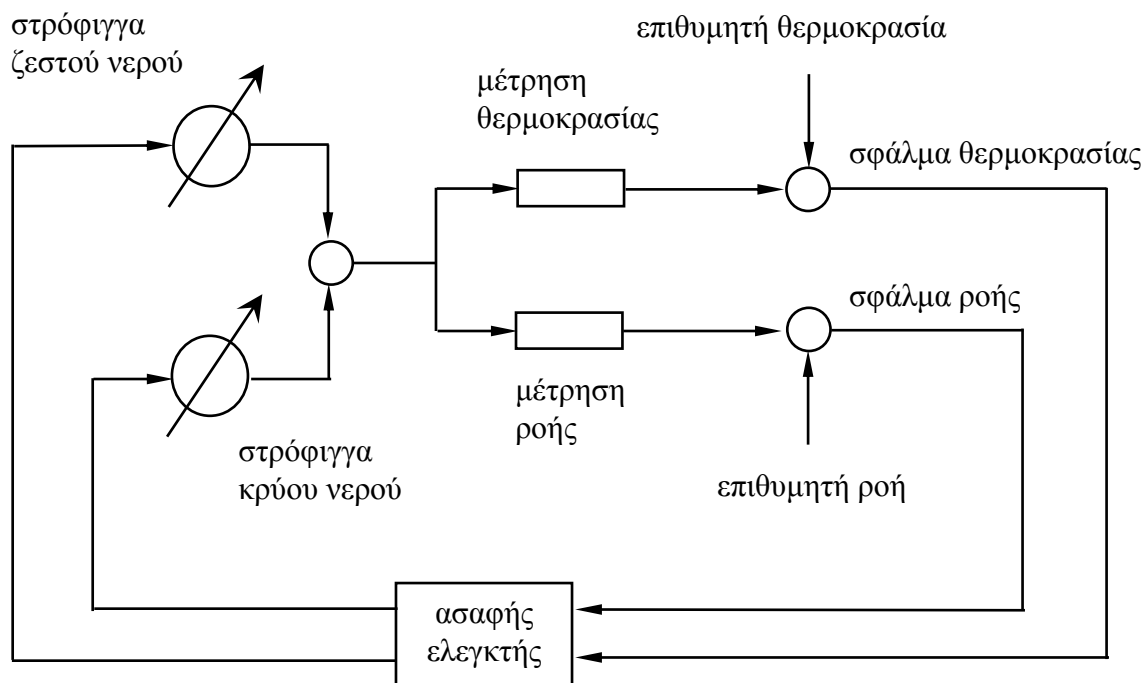 στρόφιγγα
ζεστού νερού
επιθυμητή θερμοκρασία
μέτρηση
θερμοκρασίας
σφάλμα θερμοκρασίας
σφάλμα ροής
μέτρηση
ροής
στρόφιγγα
κρύου νερού
επιθυμητή ροή
ασαφής
ελεγκτής